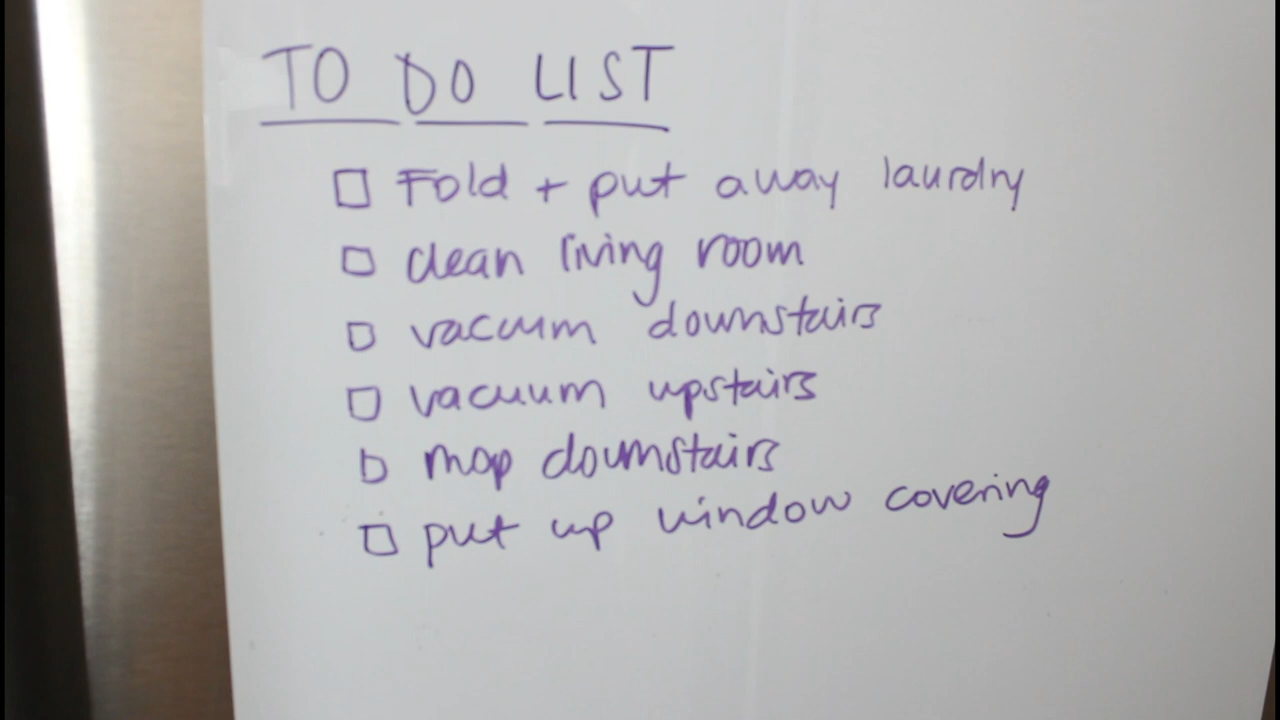 TO DO LIST
□ Fold + put away laundry
□ clean living room
□ vacuum downstairs
□ vacuum upstairs
□ mop downstairs
□ put up window covering